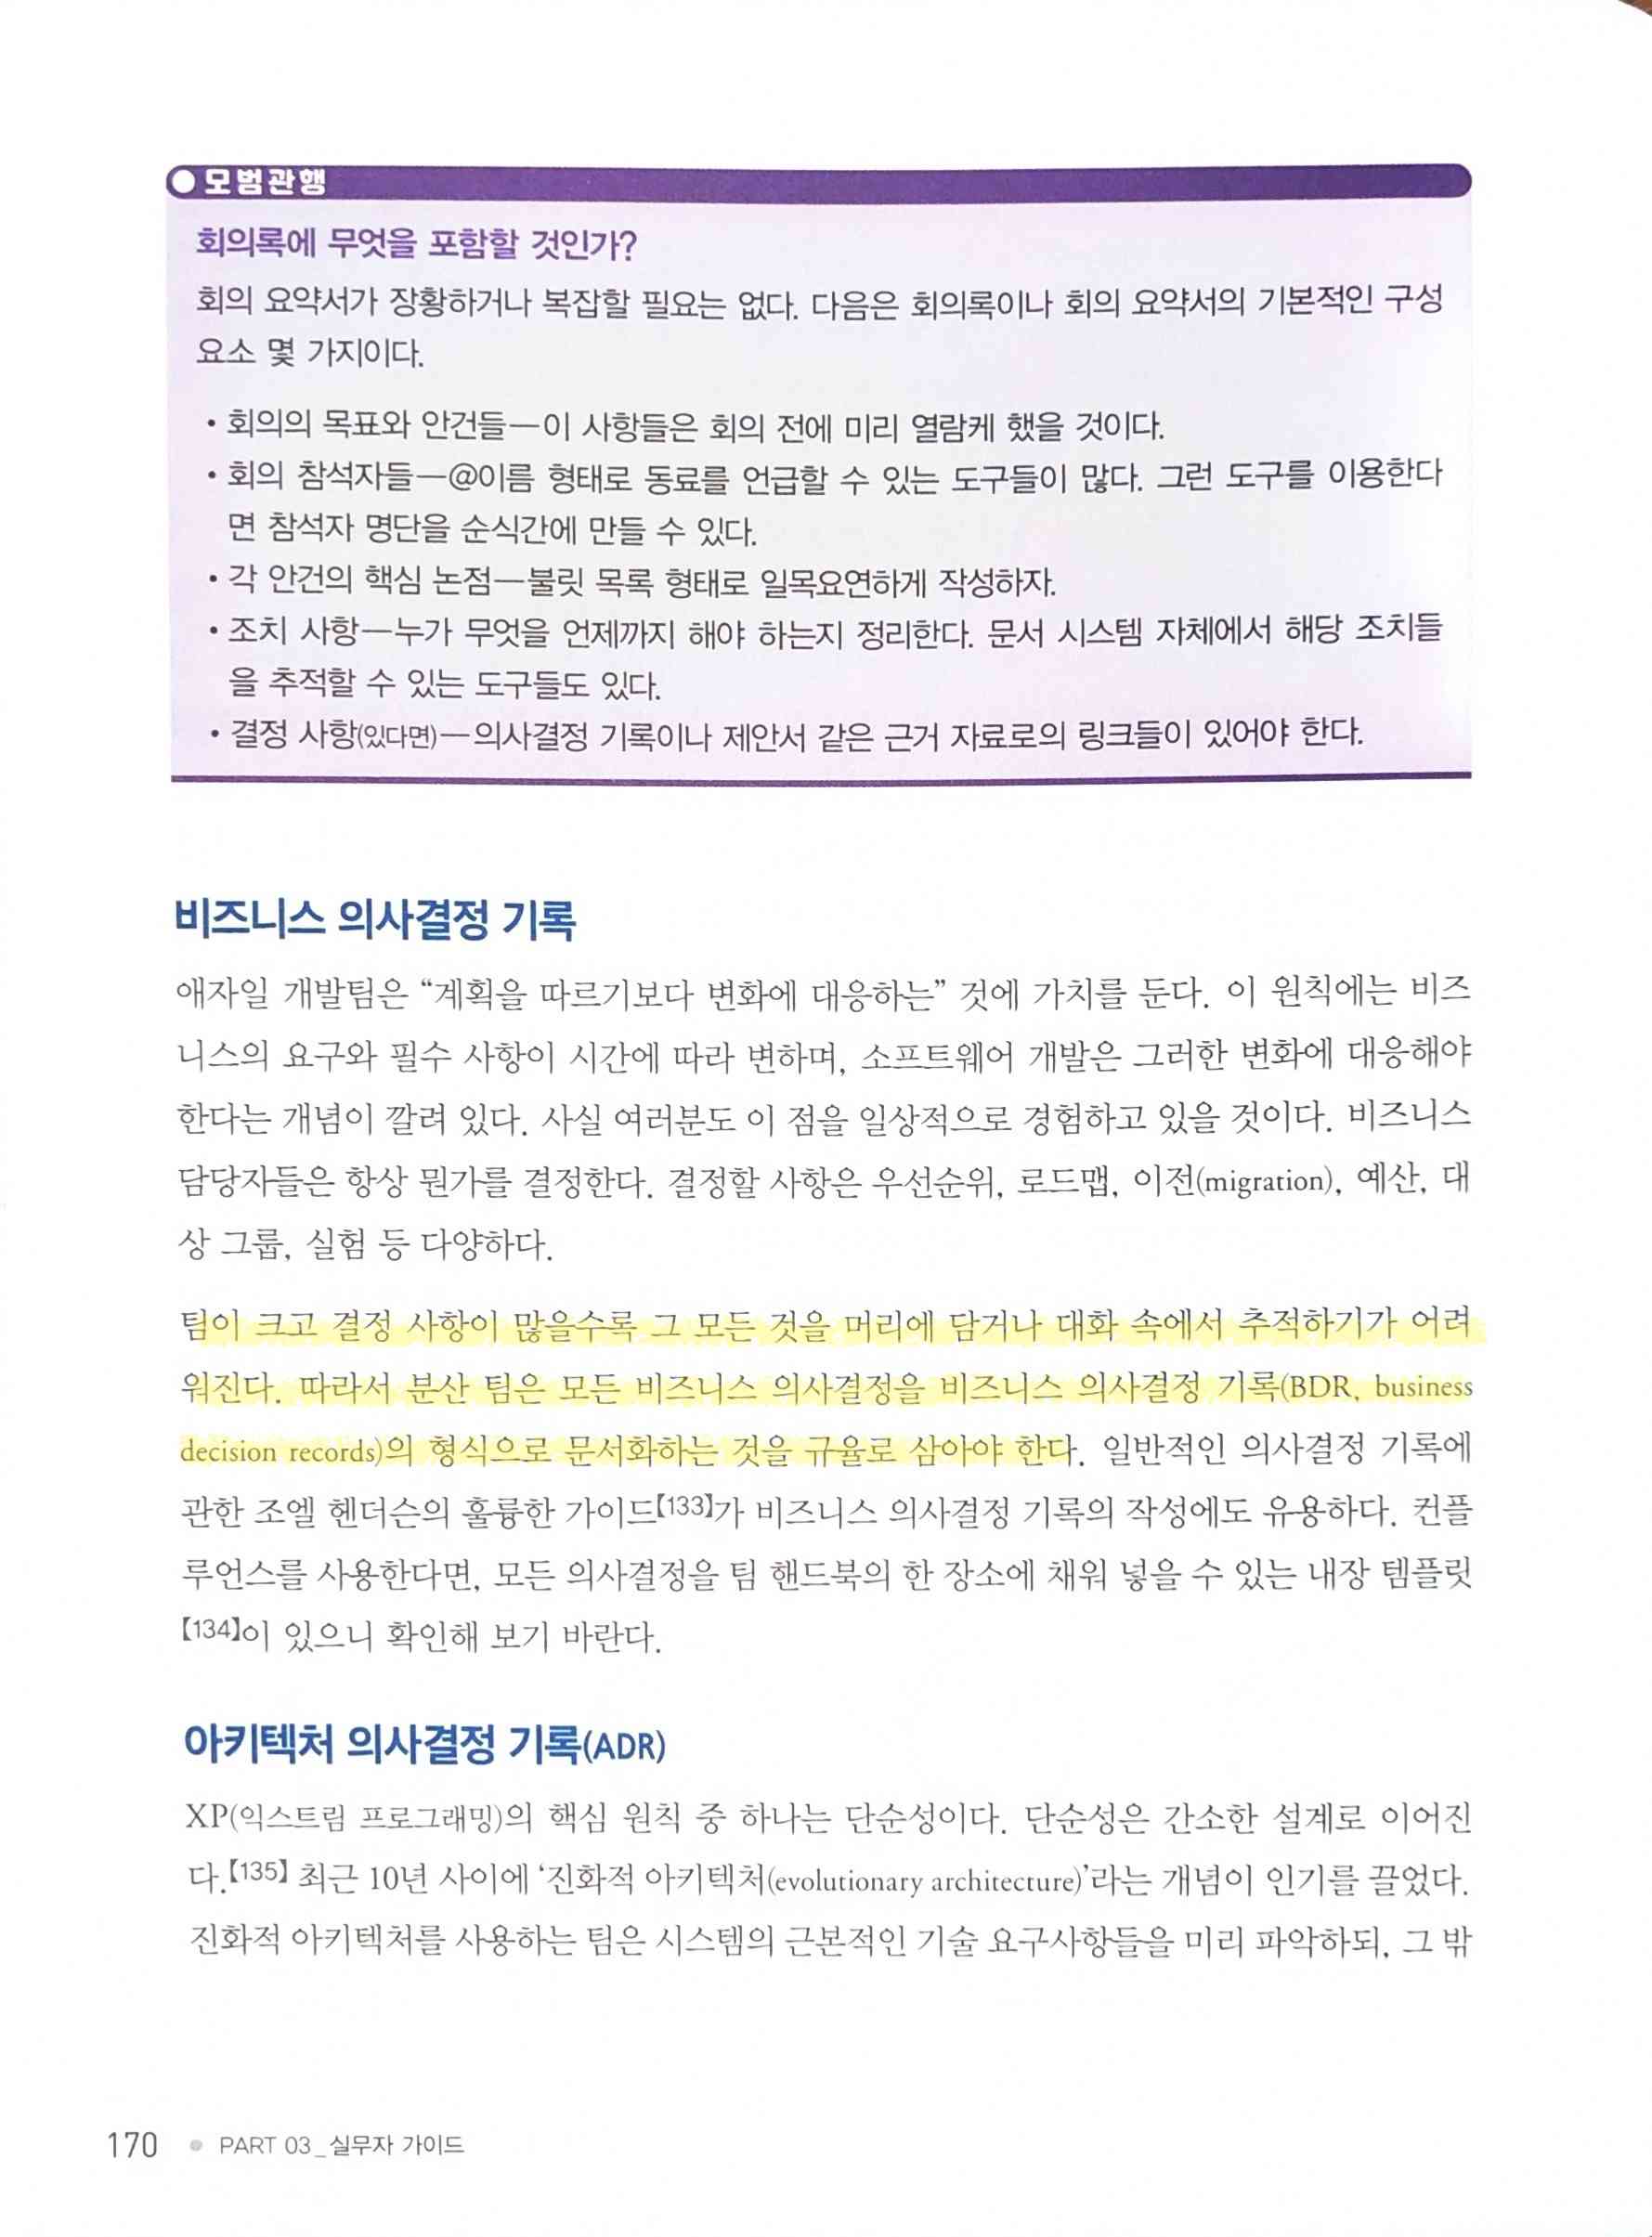 모범관행
회의록에 무엇을 포함할 것인가?
회의 요약서가 장황하거나 복잡할 필요는 없다. 다음은 회의록이나 회의 요약서의 기본적인 구성
요소 몇 가지이다.
• 회의의 목표와 안건들—이 사항들은 회의 전에 미리 열람케 했을 것이다.
• 회의 참석자들—@이름 형태로 동료를 언급할 수 있는 도구들이 많다. 그런 도구를 이용한다
면 참석자 명단을 순식간에 만들 수 있다.
• 각 안건의 핵심 논점—불릿 목록 형태로 일목요연하게 작성하자.
• 조치 사항—누가 무엇을 언제까지 해야 하는지 정리한다. 문서 시스템 자체에서 해당 조치들
을 추적할 수 있는 도구들도 있다.
• 결정 사항(있다면)—의사결정 기록이나 제안서 같은 근거 자료로의 링크들이 있어야 한다.
비즈니스 의사결정 기록
애자일 개발팀은 “계획을 따르기보다 변화에 대응하는” 것에 가치를 둔다. 이 원칙에는 비즈
니스의 요구와 필수 사항이 시간에 따라 변하며, 소프트웨어 개발은 그러한 변화에 대응해야
한다는 개념이 깔려 있다. 사실 여러분도 이 점을 일상적으로 경험하고 있을 것이다. 비즈니스
담당자들은 항상 뭔가를 결정한다. 결정할 사항은 우선순위, 로드맵, 이전(migration), 예산, 대
상 그룹, 실험 등 다양하다.
팀이 크고 결정 사항이 많을수록 그 모든 것을 머리에 담거나 대화 속에서 추적하기가 어려
워진다. 따라서 분산 팀은 모든 비즈니스 의사결정을 비즈니스 의사결정 기록(BDR, business
decision records)의 형식으로 문서화하는 것을 규율로 삼아야 한다. 일반적인 의사결정 기록에
관한 조엘 헨더슨의 훌륭한 가이드【133】가 비즈니스 의사결정 기록의 작성에도 유용하다. 컨플
루언스를 사용한다면, 모든 의사결정을 팀 핸드북의 한 장소에 채워 넣을 수 있는 내장 템플릿
【134】이 있으니 확인해 보기 바란다.
아키텍처 의사결정 기록(ADR)
XP(익스트림 프로그래밍)의 핵심 원칙 중 하나는 단순성이다. 단순성은 간소한 설계로 이어진
다.【135】 최근 10년 사이에 ‘진화적 아키텍처(evolutionary architecture)’라는 개념이 인기를 끌었다.
진화적 아키텍처를 사용하는 팀은 시스템의 근본적인 기술 요구사항들을 미리 파악하되, 그 밖
170 • PART 03_실무자 가이드